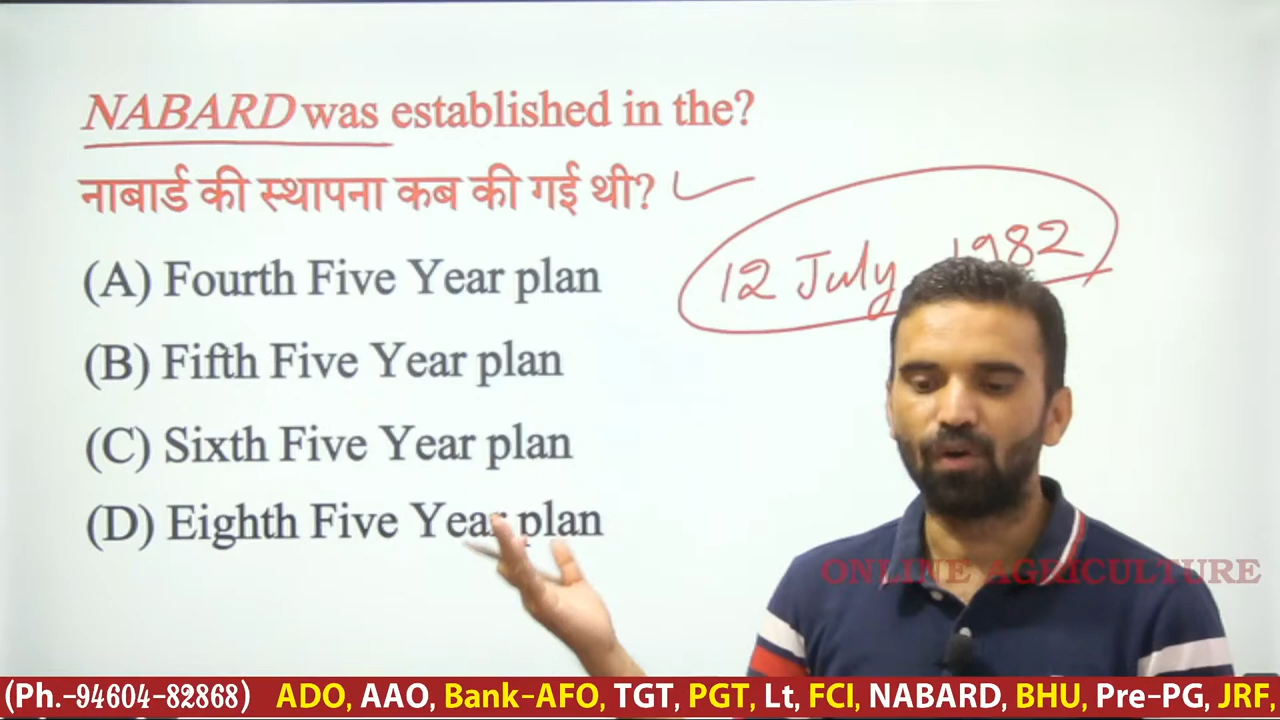 NABARD was established in the?
नाबार्ड की स्थापना कब की गई थी?
12 July 1982
(A) Fourth Five Year plan
(B) Fifth Five Year plan
(C) Sixth Five Year plan
(D) Eighth Five Year plan
ONLINE AGRICULTURE
(Ph.-94604-82868) ADO, AAO, Bank-AFO, TGT, PGT, Lt, FCI, NABARD, BHU, Pre-PG, JRF,